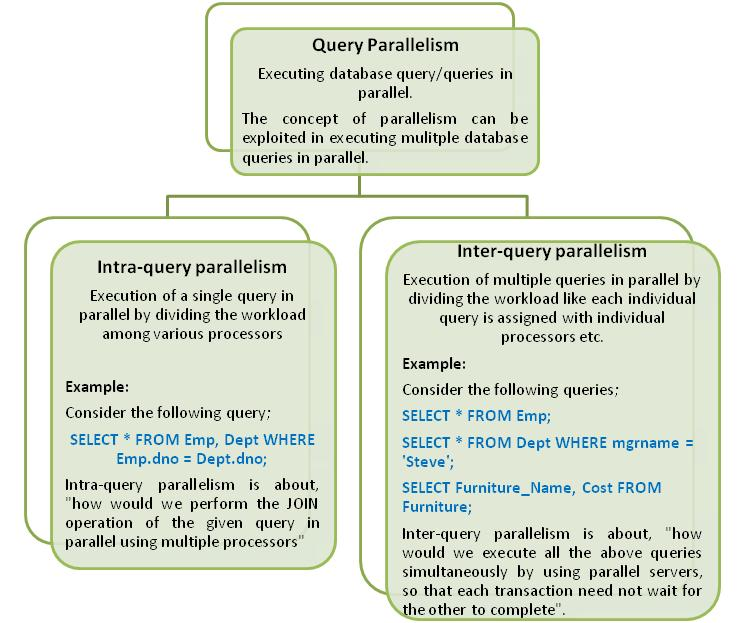 Query Parallelism
Executing database query/queries in
parallel.
The concept of parallelism can be
exploited in executing mulitple database
queries in parallel.
Intra-query parallelism
Execution of a single query in
parallel by dividing the workload
among various processors
Example:
Consider the following query;
SELECT * FROM Emp, Dept WHERE
Emp.dno = Dept.dno;
Intra-query parallelism is about,
"how would we perform the JOIN
operation of the given query in
parallel using multiple processors"
Inter-query parallelism
Execution of multiple queries in parallel by
dividing the workload like each individual
query is assigned with individual
processors etc.
Example:
Consider the following queries;
SELECT * FROM Emp;
SELECT * FROM Dept WHERE mgrname =
'Steve';
SELECT Furniture_Name, Cost FROM
Furniture;
Inter-query parallelism is about, "how
would we execute all the above queries
simultaneously by using parallel servers,
so that each transaction need not wait for
the other to complete".